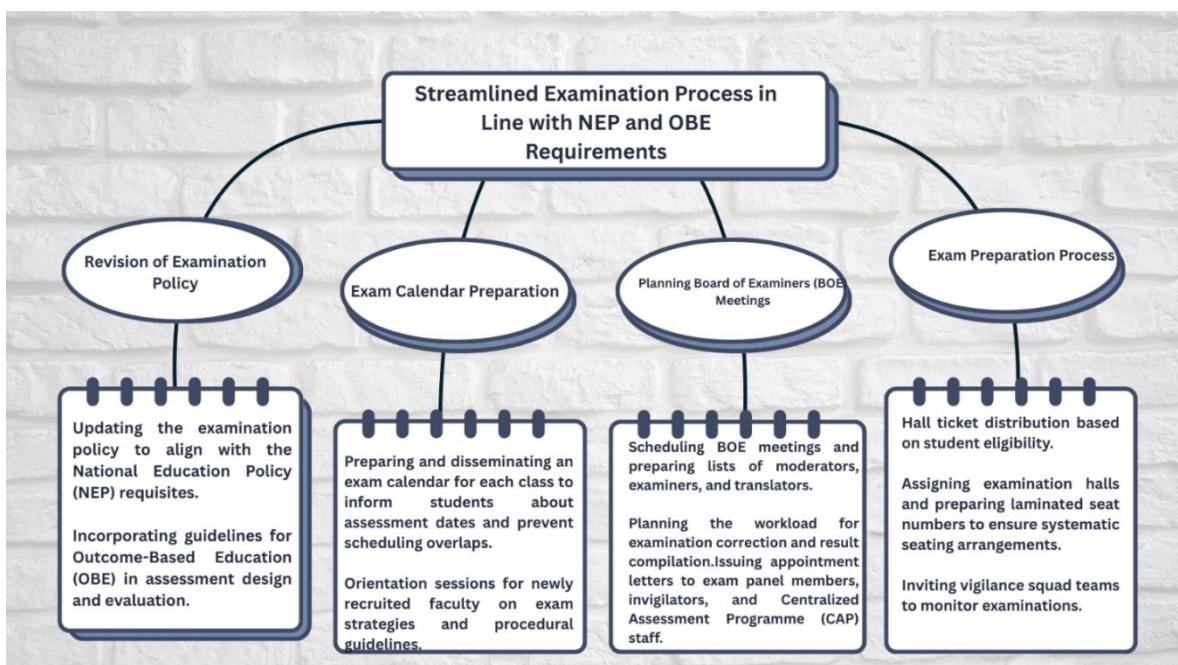 Streamlined Examination Process in
Line with NEP and OBE
Requirements
Revision of Examination
Policy
Exam Calendar Preparation
Planning Board of Examiners (BOE)
Meetings
Exam Preparation Process
Updating the examination
policy to align with the
National Education Policy
(NEP) requisites.
Incorporating guidelines for
Outcome-Based Education
(OBE) in assessment design
and evaluation.
Preparing and disseminating an
exam calendar for each class to
inform students about
assessment dates and prevent
scheduling overlaps.
Orientation sessions for newly
recruited faculty on exam
strategies and procedural
guidelines.
Scheduling BOE meetings and
preparing lists of moderators,
examiners, and translators.
Planning the workload for
examination correction and result
compilation.Issuing appointment
letters to exam panel members,
invigilators, and Centralized
Assessment Programme (CAP)
staff.
Hall ticket distribution based
on student eligibility.
Assigning examination halls
and preparing laminated seat
numbers to ensure systematic
seating arrangements.
Inviting vigilance squad teams
to monitor examinations.